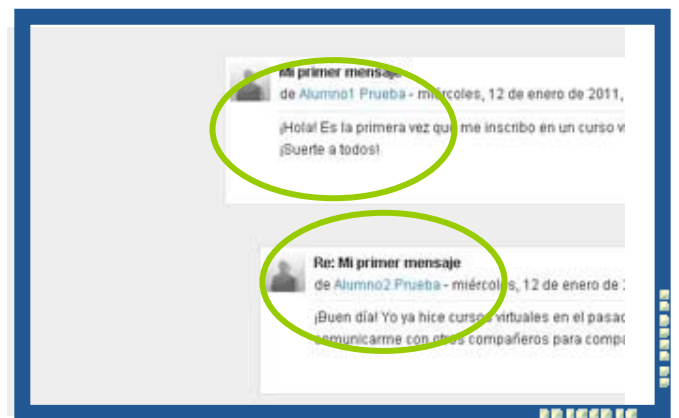 Mi primer mensaje
de Alumno1 Prueba - miércoles, 12 de enero de 2011,
¡Hola! Es la primera vez que me inscribo en un curso
¡Suerte a todos!
Re: Mi primer mensaje
de Alumno2 Prueba - miércoles, 12 de enero de
¡Buen día! Yo ya hice cursos virtuales en el pasad
comunicarme con otros compañeros para compa